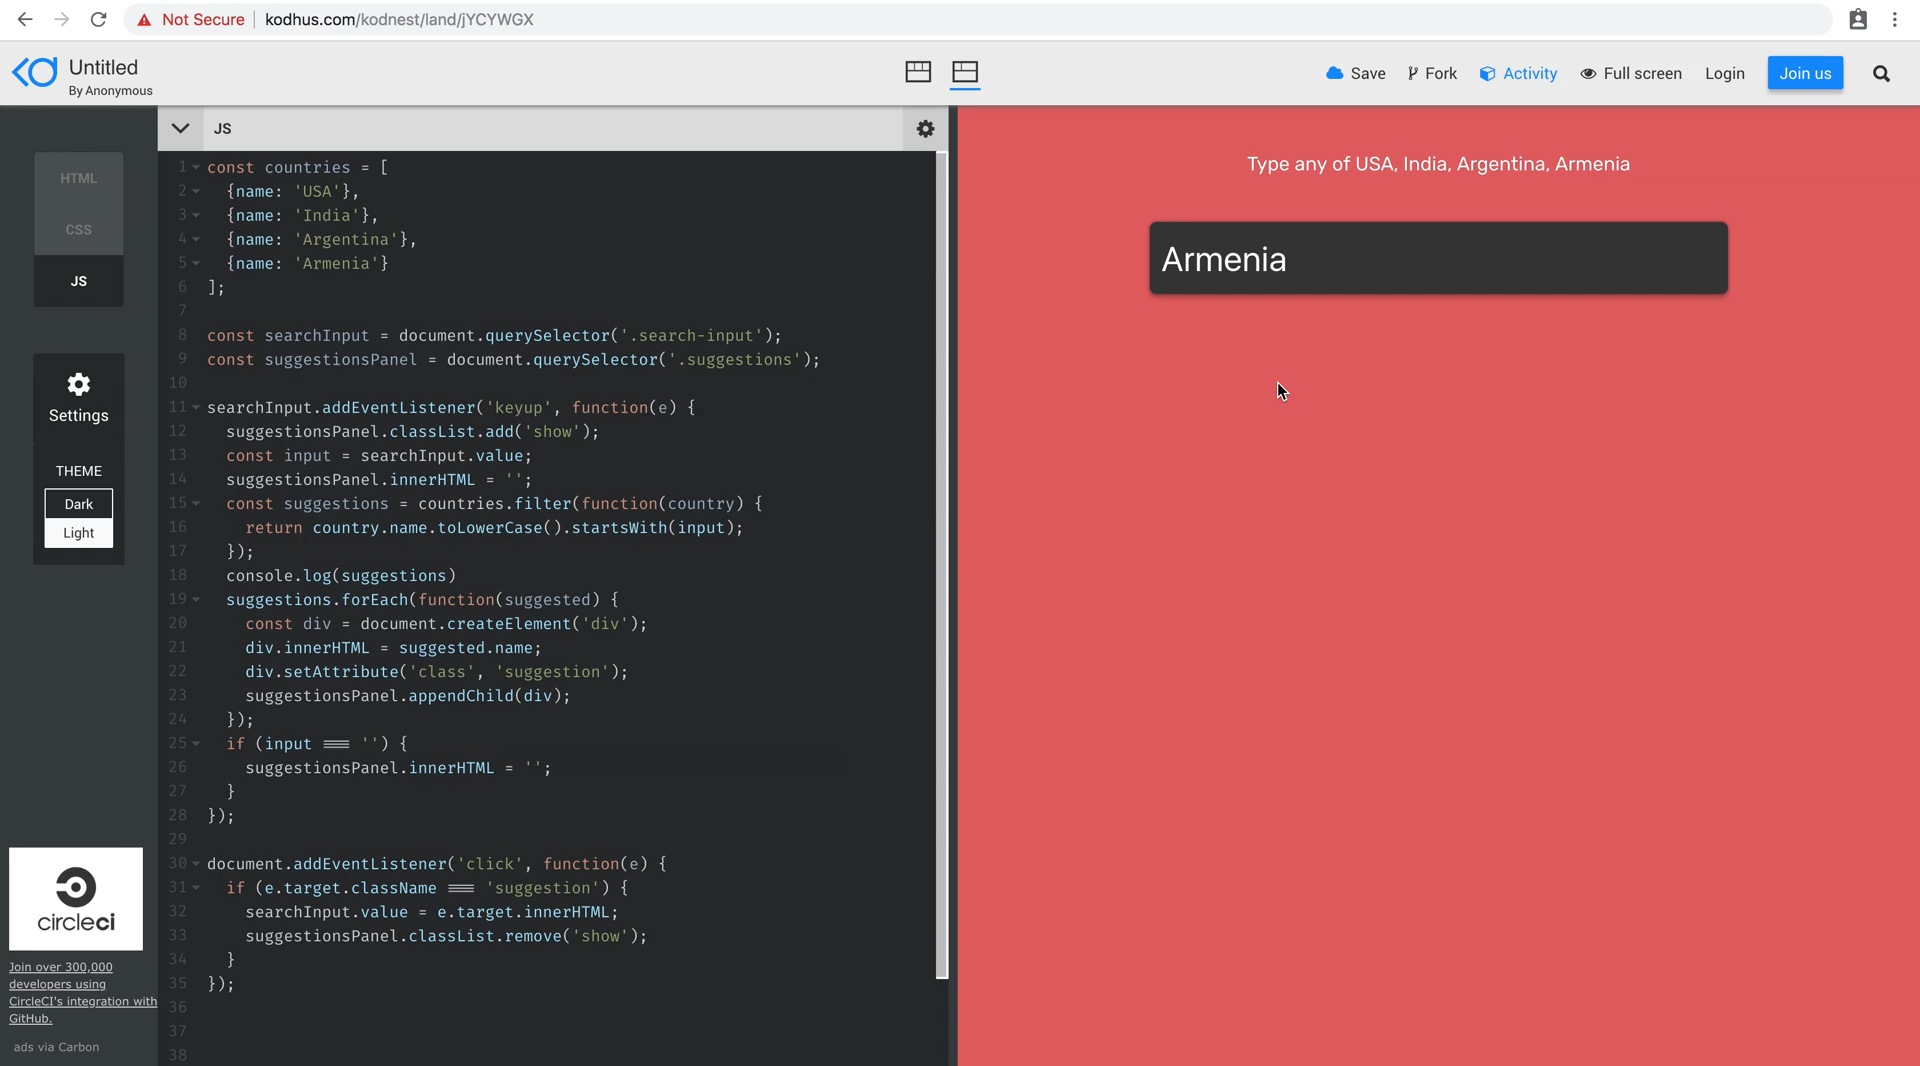 Not Secure kodhus.com/kodnest/land/jYCYWGX
Untitled
By Anonymous
Save Fork Activity Full screen Login Join us
HTML
CSS
JS
Settings
THEME
Dark
Light
circleci
Join over 300,000
developers using
CircleCI's integration with
GitHub.
ads via Carbon
JS
1 const countries = [
2 {name: 'USA'},
3 {name: 'India'},
4 {name: 'Argentina'},
5 {name: 'Armenia'}
6 ];
7
8 const searchInput = document.querySelector('.search-input');
9 const suggestionsPanel = document.querySelector('.suggestions');
10
11 searchInput.addEventListener('keyup', function(e) {
12 suggestionsPanel.classList.add('show');
13 const input = searchInput.value;
14 suggestionsPanel.innerHTML = '';
15 const suggestions = countries.filter(function(country) {
16 return country.name.toLowerCase().startsWith(input);
17 });
18 console.log(suggestions)
19 suggestions.forEach(function(suggested) {
20 const div = document.createElement('div');
21 div.innerHTML = suggested.name;
22 div.setAttribute('class', 'suggestion');
23 suggestionsPanel.appendChild(div);
24 });
25 if (input === '') {
26 suggestionsPanel.innerHTML = '';
27 }
28 });
29
30 document.addEventListener('click', function(e) {
31 if (e.target.className === 'suggestion') {
32 searchInput.value = e.target.innerHTML;
33 suggestionsPanel.classList.remove('show');
34 }
35 });
36
37
38
Type any of USA, India, Argentina, Armenia
Armenia